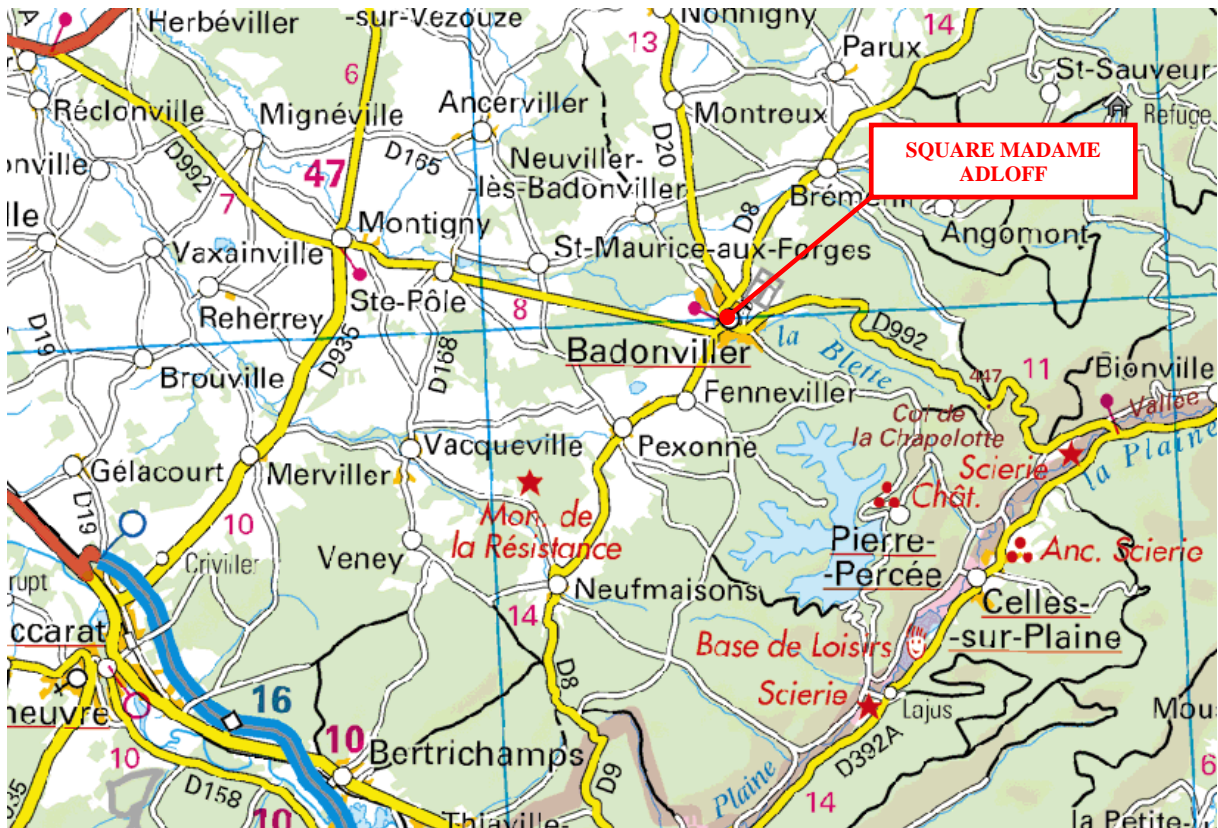 Herbéviller
-sur-Vezouze
Nonhigny
Parux
14
13
6
St-Sauveur
Refuge
Réclonville
Mignéville
Ancerviller
Montreux
D20
D165
D992
47
7
Neuviller-
-lès-Badonviller
SQUARE MADAME
ADLOFF
Montigny
D8
Angomont
Vaxainville
St-Maurice-aux-Forges
Ste-Pôle
8
Reherrey
D19
D935
D168
Badonviller
la Blette
D992
447
11
Bionville
Brouville
Fenneviller
Col de
la Chapelotte
Vallée
la Plaine
Vacqueville
Pexonne
Scierie
Gélacourt
Merviller
D19
10
Mon. de
la Résistance
Chât.
Pierre-
-Percée
Anc. Scierie
Criviller
Veney
Neufmaisons
14
Celles-
-sur-Plaine
ccarat
Base de Loisirs
Scierie
Lajus
D8
neuvre
16
10
10
Bertrichamps
D9
D392A
Plaine
14
D158
10
Thiaville-
la Petite-
6